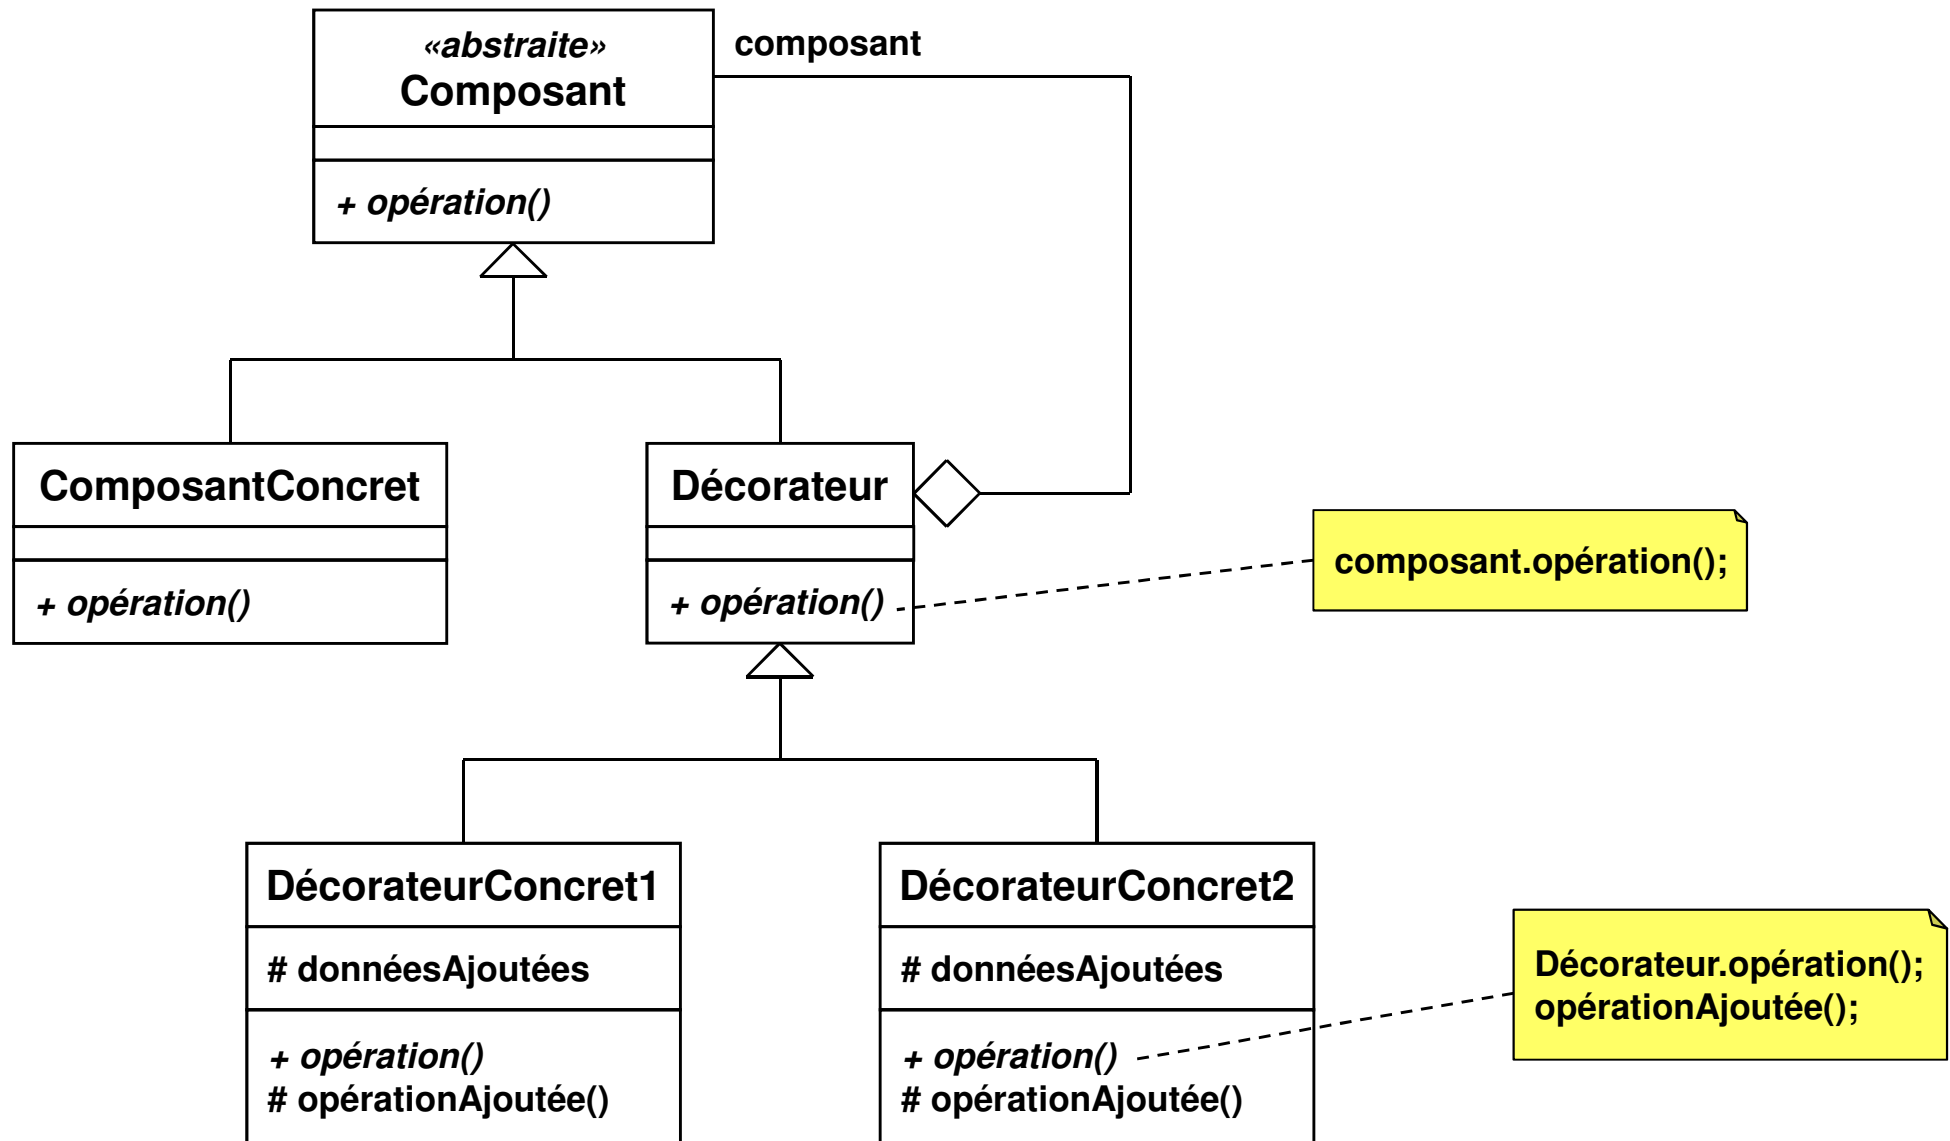 «abstraite»
Composant
composant
+ opération()
ComposantConcret
+ opération()
Décorateur
+ opération()
composant.opération();
DécorateurConcret1
# donnéesAjoutées
+ opération()
# opérationAjoutée()
DécorateurConcret2
# donnéesAjoutées
+ opération()
# opérationAjoutée()
Décorateur.opération();
opérationAjoutée();